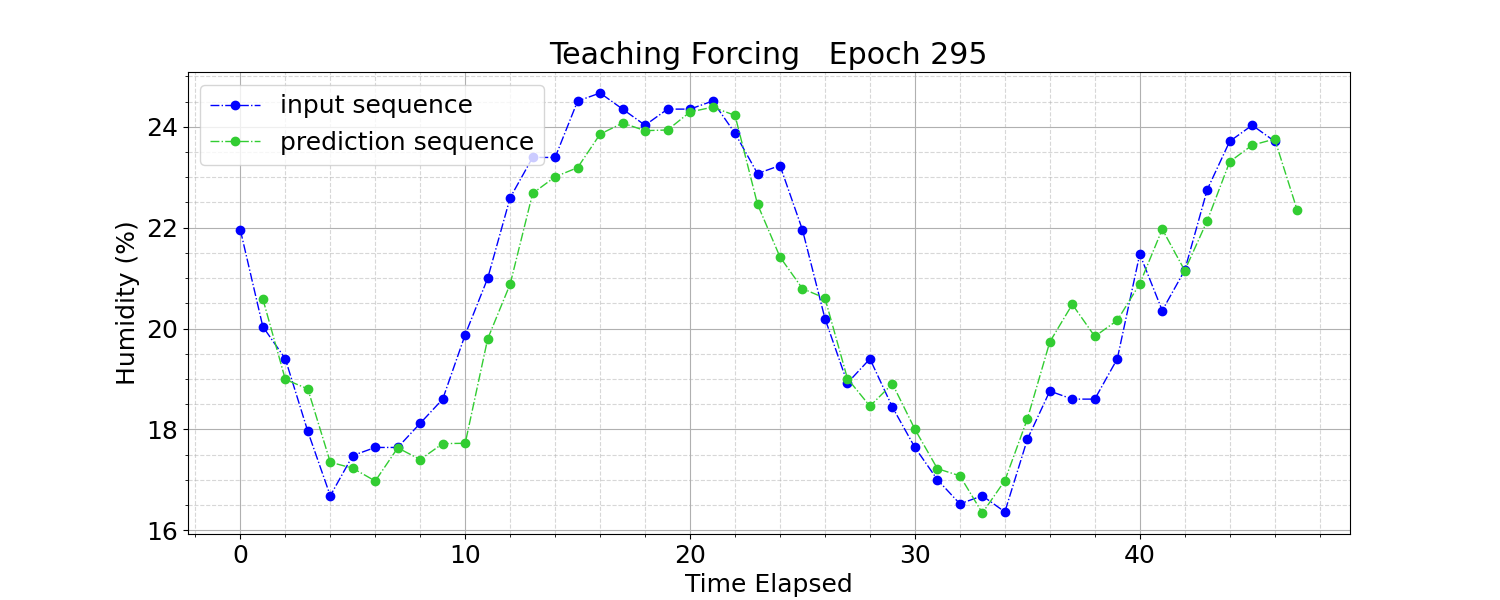 Teaching Forcing   Epoch 295
input sequence
prediction sequence
Humidity (%)
24
22
20
18
16
0 10 20 30 40
Time Elapsed